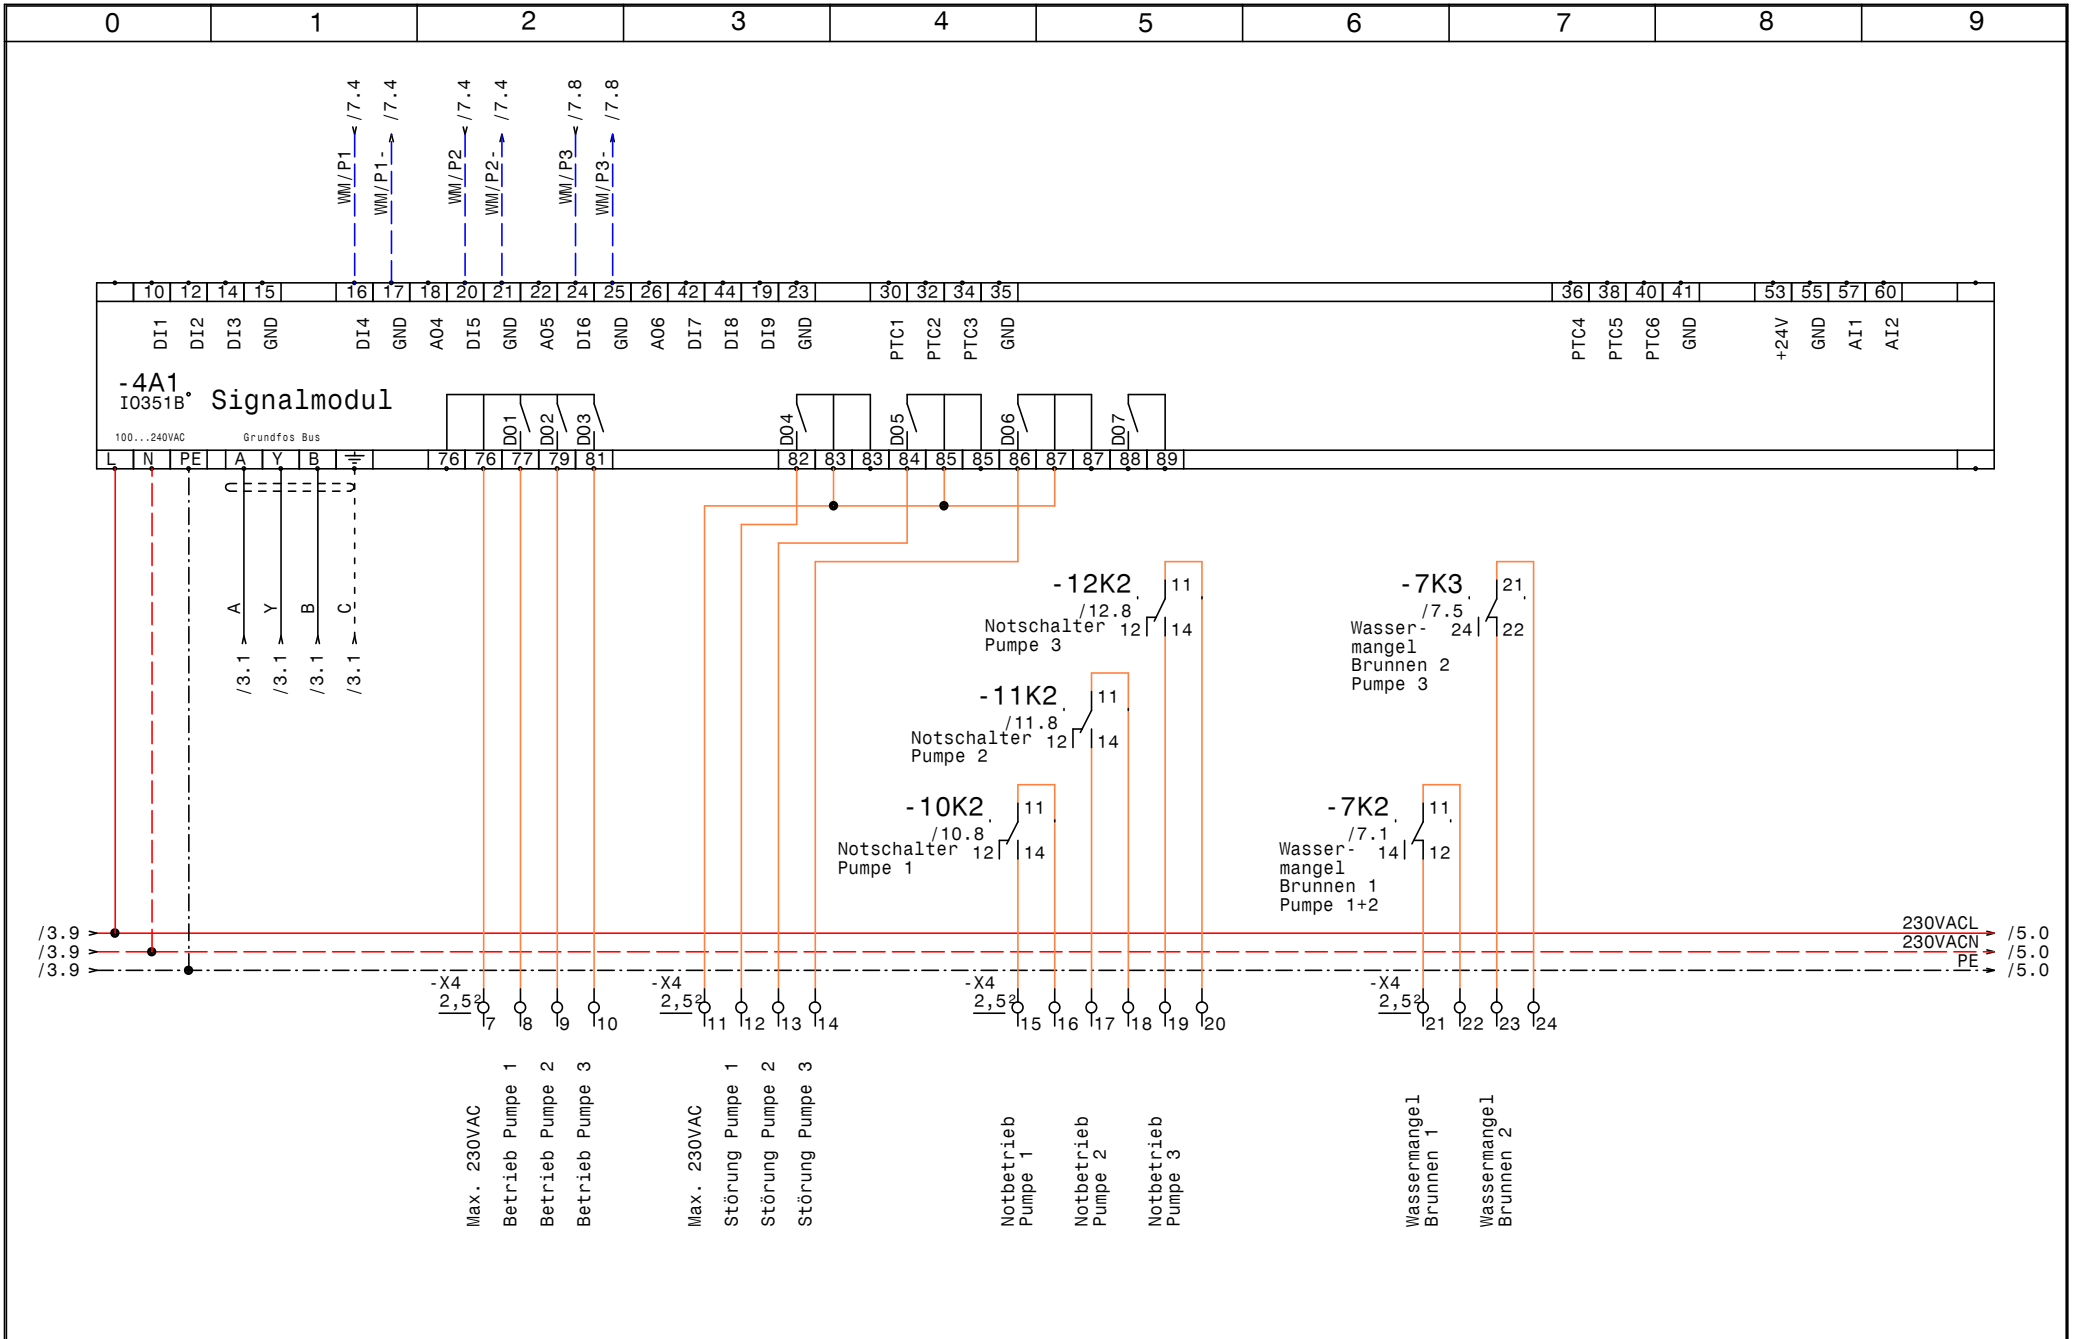 0 1 2 3 4 5 6 7 8 9
/7.4 /7.4 /7.4 /7.4 /7.8 /7.8
WM/P1 WM/P1- WM/P2 WM/P2- WM/P3 WM/P3-
10 12 14 15 16 17 18 20 21 22 24 25 26 42 44 19 23 30 32 34 35 36 38 40 41 53 55 57 60
DI1 DI2 DI3 GND DI4 GND AO4 DI5 GND AO5 DI6 GND AO6 DI7 DI8 DI9 GND PTC1 PTC2 PTC3 GND PTC4 PTC5 PTC6 GND +24V GND AI1 AI2
-4A1
IO351B° Signalmodul
DO1 DO2 DO3 DO4 DO5 DO6 DO7
100...240VAC Grundfos Bus
L N PE A Y B 76 76 77 79 81 82 83 83 84 85 85 86 87 87 88 89
A Y B C
/3.1 /3.1 /3.1 /3.1
-12K2
/12.8
Notschalter
Pumpe 3
11
12 14
-7K3
/7.5
Wasser-
mangel
Brunnen 2
Pumpe 3
21
24 22
-11K2
/11.8
Notschalter
Pumpe 2
11
12 14
-10K2
/10.8
Notschalter
Pumpe 1
11
12 14
-7K2
/7.1
Wasser-
mangel
Brunnen 1
Pumpe 1+2
11
14 12
/3.9 230VACL /5.0
/3.9 230VACN /5.0
/3.9 PE /5.0
-X4
2,5²
7 8 9 10
-X4
2,5²
11 12 13 14
-X4
2,5²
15 16 17 18 19 20
-X4
2,5²
21 22 23 24
Max. 230VAC
Betrieb Pumpe 1
Betrieb Pumpe 2
Betrieb Pumpe 3
Max. 230VAC
Störung Pumpe 1
Störung Pumpe 2
Störung Pumpe 3
Notbetrieb
Pumpe 1
Notbetrieb
Pumpe 2
Notbetrieb
Pumpe 3
Wassermangel
Brunnen 1
Wassermangel
Brunnen 2